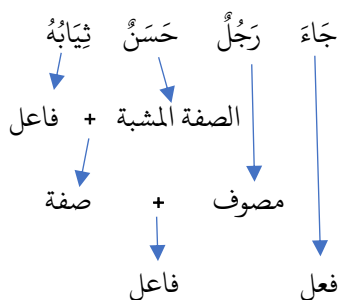 جَاءَ رَجُلٌ حَسَنٌ ثِيَابُهُ
الصفة المشبة + فاعل
مصوف + صفة
فعل فاعل